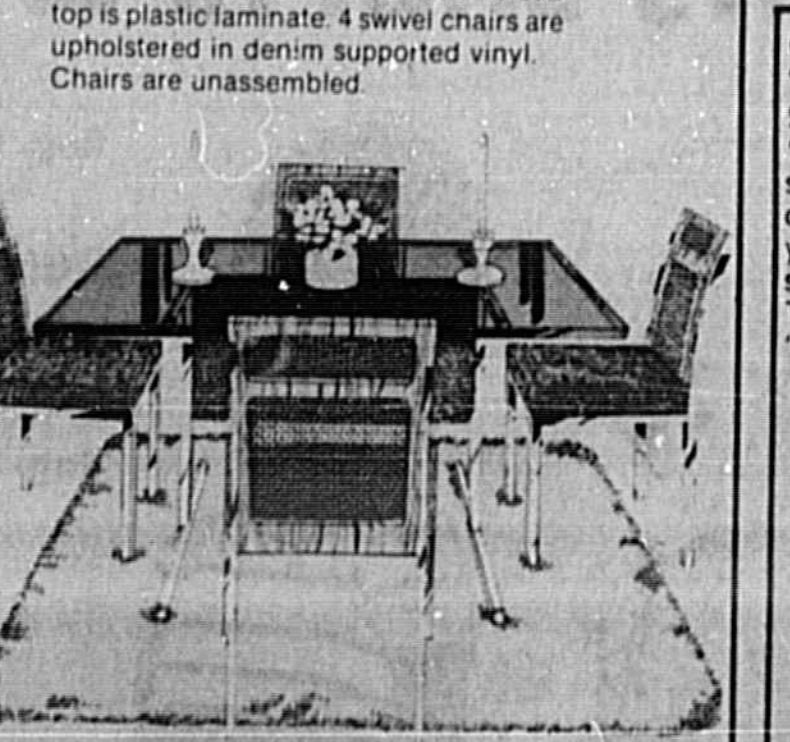 top is plastic laminate. 4 swivel chairs are
upholstered in denim supported vinyl.
Chairs are unassembled.